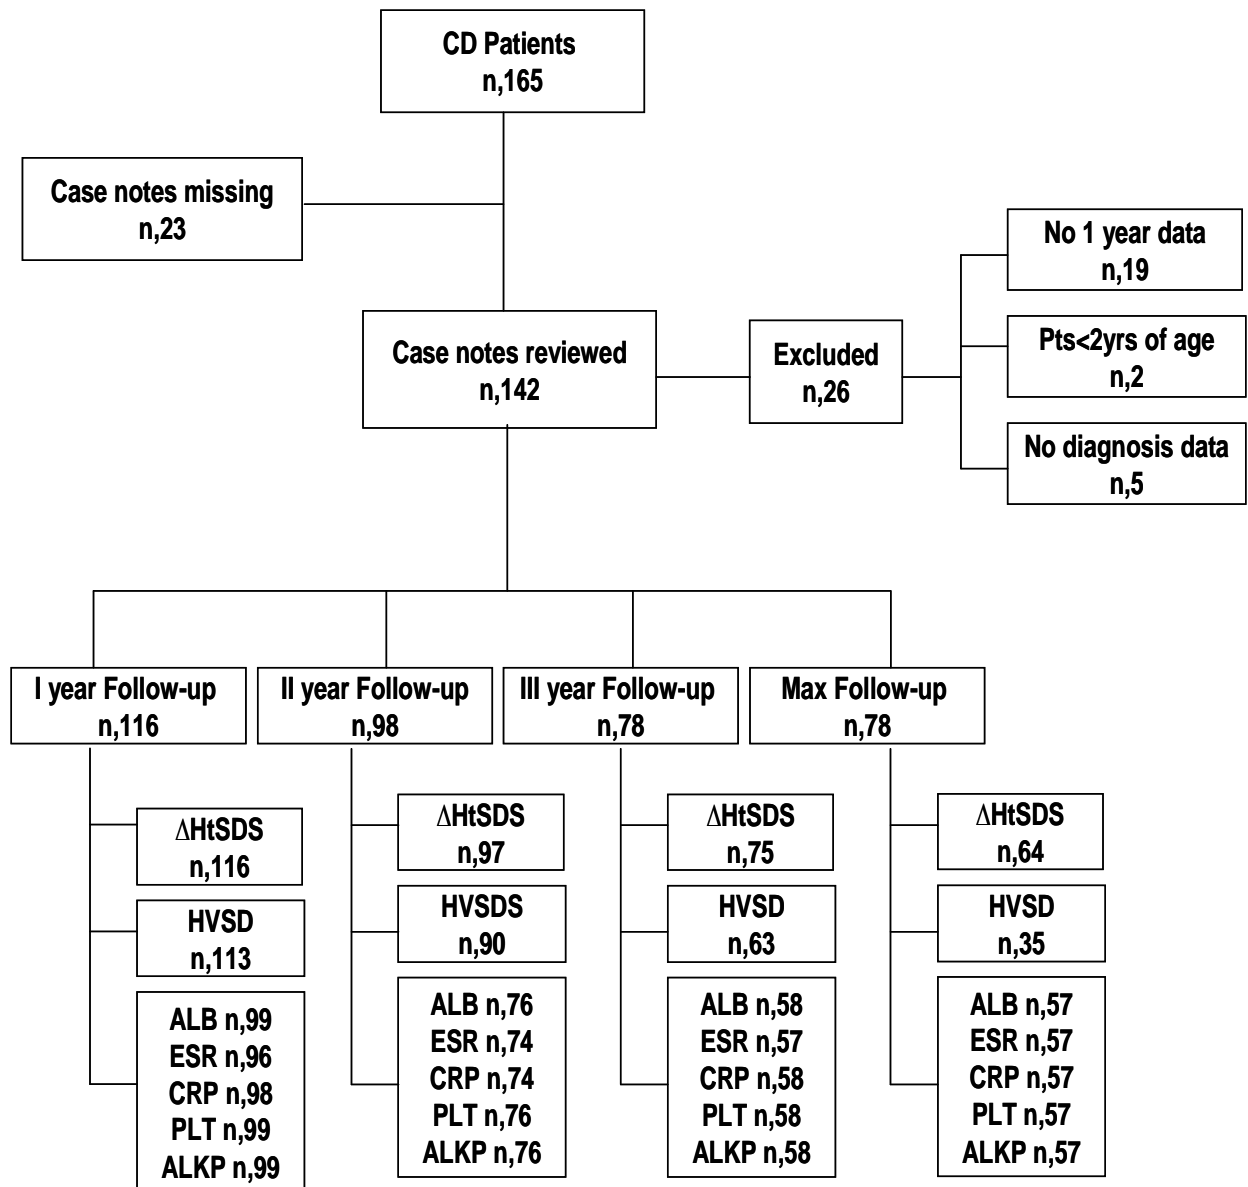 CD Patients
n,165
Case notes missing
n,23
No 1 year data
n,19
Case notes reviewed
n,142
Excluded
n,26
Pts<2yrs of age
n,2
No diagnosis data
n,5
I year Follow-up
n,116
II year Follow-up
n,98
III year Follow-up
n,78
Max Follow-up
n,78
ΔHtSDS
n,116
HVSD
n,113
ALB n,99
ESR n,96
CRP n,98
PLT n,99
ALKP n,99
ΔHtSDS
n,97
HVSDS
n,90
ALB n,76
ESR n,74
CRP n,74
PLT n,76
ALKP n,76
ΔHtSDS
n,75
HVSD
n,63
ALB n,58
ESR n,57
CRP n,58
PLT n,58
ALKP n,58
ΔHtSDS
n,64
HVSD
n,35
ALB n,57
ESR n,57
CRP n,57
PLT n,57
ALKP n,57